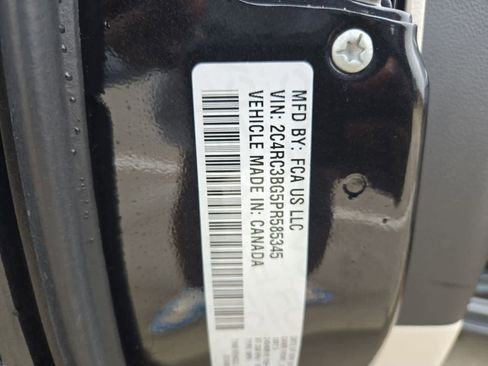 MFD BY: FCA US LLC
VIN: 2C4RC3BG5PR585345
VEHICLE MADE IN: CANADA